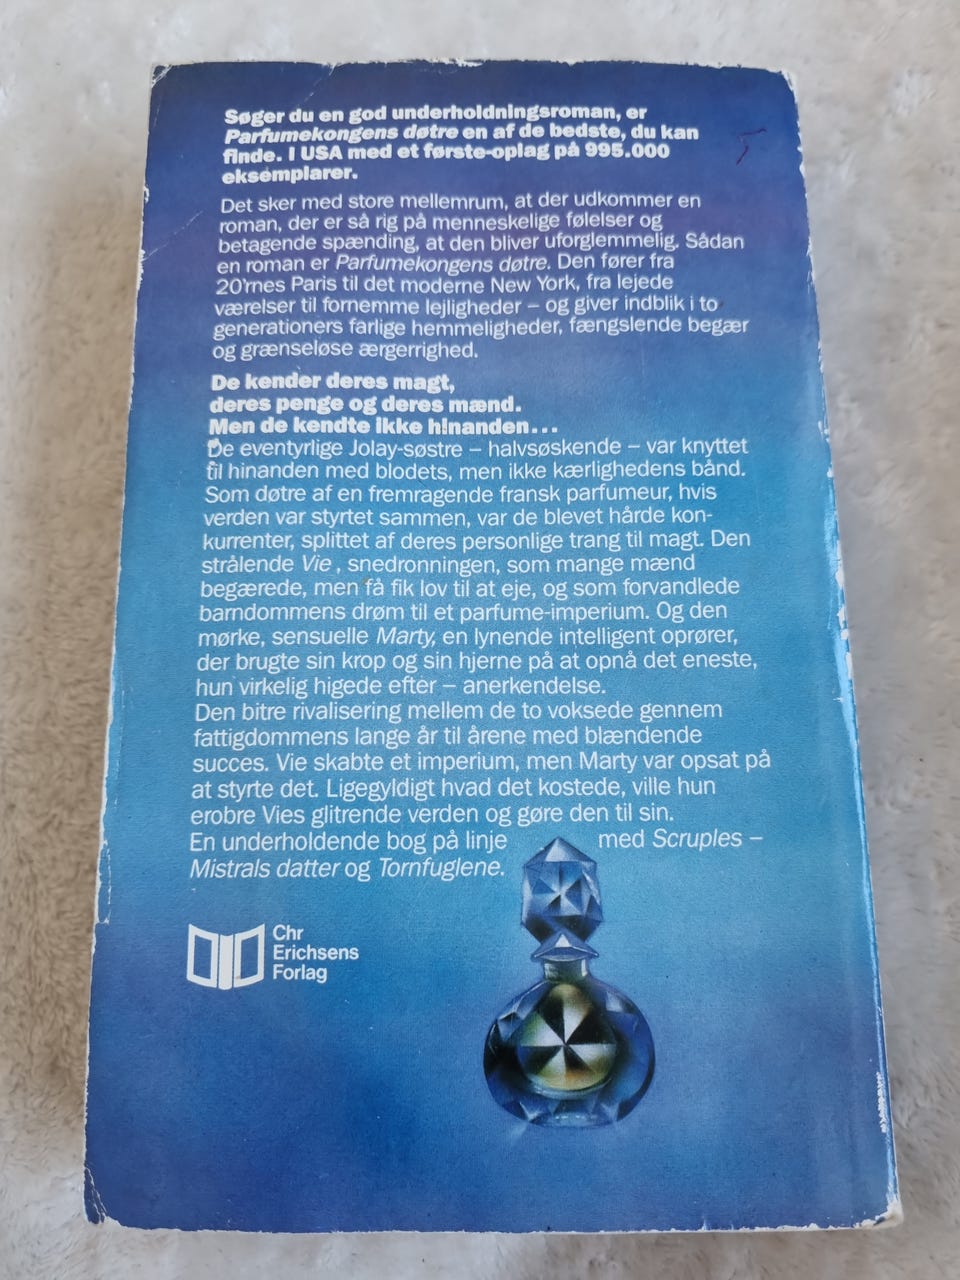 Søger du en god underholdningsroman, er
Parfumekongens døtre en af de bedste, du kan
finde. I USA med et første-oplag på 995.000
eksemplarer.
Det sker med store mellemrum, at der udkommer en
roman, der er så rig på menneskelige følelser og
betagende spænding, at den bliver uforglemmelig. Sådan
en roman er Parfumekongens døtre. Den fører fra
20'rnes Paris til det moderne New York, fra lejede
værelser til fornemme lejligheder – og giver indblik i to
generationers farlige hemmeligheder, fængslende begær
og grænseløse ærgerrighed.
De kender deres magt,
deres penge og deres mænd.
Men de kendte ikke hinanden...
De eventyrlige Jolay-søstre – halvsøskende – var knyttet
til hinanden med blodets, men ikke kærlighedens bånd.
Som døtre af en fremragende fransk parfumeur, hvis
verden var styrtet sammen, var de blevet hårde kon-
kurrenter, splittet af deres personlige trang til magt. Den
strålende Vie , snedronningen, som mange mænd
begærede, men få fik lov til at eje, og som forvandlede
barndommens drøm til et parfume-imperium. Og den
mørke, sensuelle Marty, en lynende intelligent oprører,
der brugte sin krop og sin hjerne på at opnå det eneste,
hun virkelig higede efter – anerkendelse.
Den bitre rivalisering mellem de to voksede gennem
fattigdommens lange år til årene med blændende
succes. Vie skabte et imperium, men Marty var opsat på
at styrte det. Ligegyldigt hvad det kostede, ville hun
erobre Vies glitrende verden og gøre den til sin.
En underholdende bog på linje med Scruples –
Mistrals datter og Tornfuglene.
Chr
Erichsens
Forlag